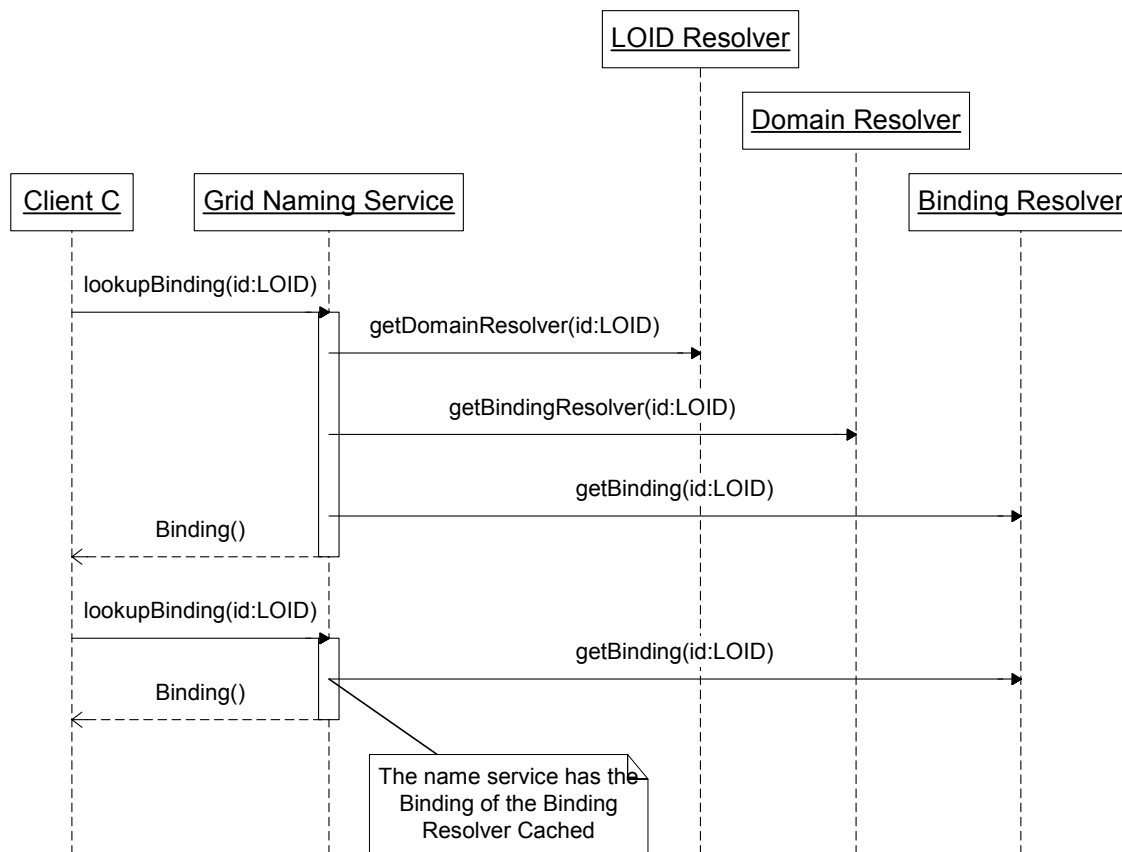 LOID Resolver
Domain Resolver
Client C
Grid Naming Service
Binding Resolver
lookupBinding(id:LOID)
getDomainResolver(id:LOID)
getBindingResolver(id:LOID)
getBinding(id:LOID)
Binding()
lookupBinding(id:LOID)
getBinding(id:LOID)
Binding()
The name service has the
Binding of the Binding
Resolver Cached